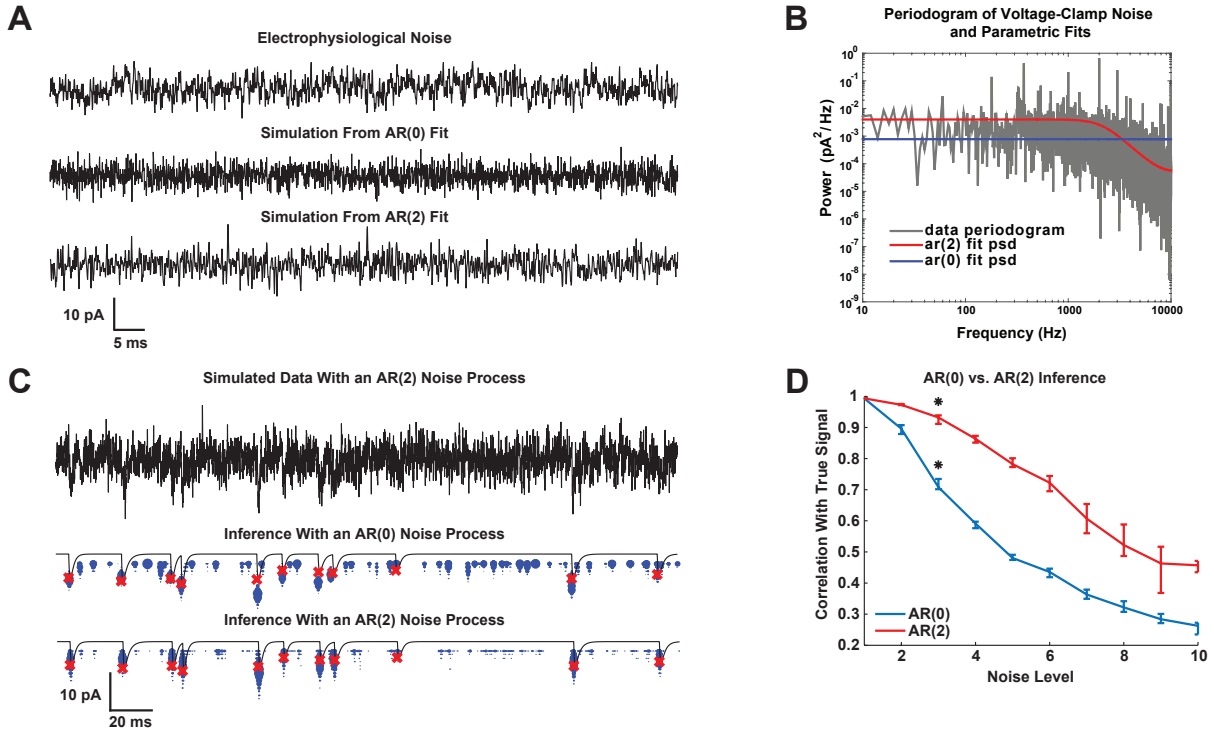 A
Electrophysiological Noise
Simulation From AR(0) Fit
Simulation From AR(2) Fit
10 pA
5 ms
B
Periodogram of Voltage-Clamp Noise
and Parametric Fits
10^0
10^-1
10^-2
10^-3
10^-4
10^-5
10^-6
10^-7
10^-8
10^-9
Power (pA^2/Hz)
data periodogram
ar(2) fit psd
ar(0) fit psd
10 100 1000 10000
Frequency (Hz)
C
Simulated Data With an AR(2) Noise Process
Inference With an AR(0) Noise Process
Inference With an AR(2) Noise Process
10 pA
20 ms
D
AR(0) vs. AR(2) Inference
1
0.9
0.8
0.7
0.6
0.5
0.4
0.3
0.2
Correlation With True Signal
*
*
AR(0)
AR(2)
2 4 6 8 10
Noise Level